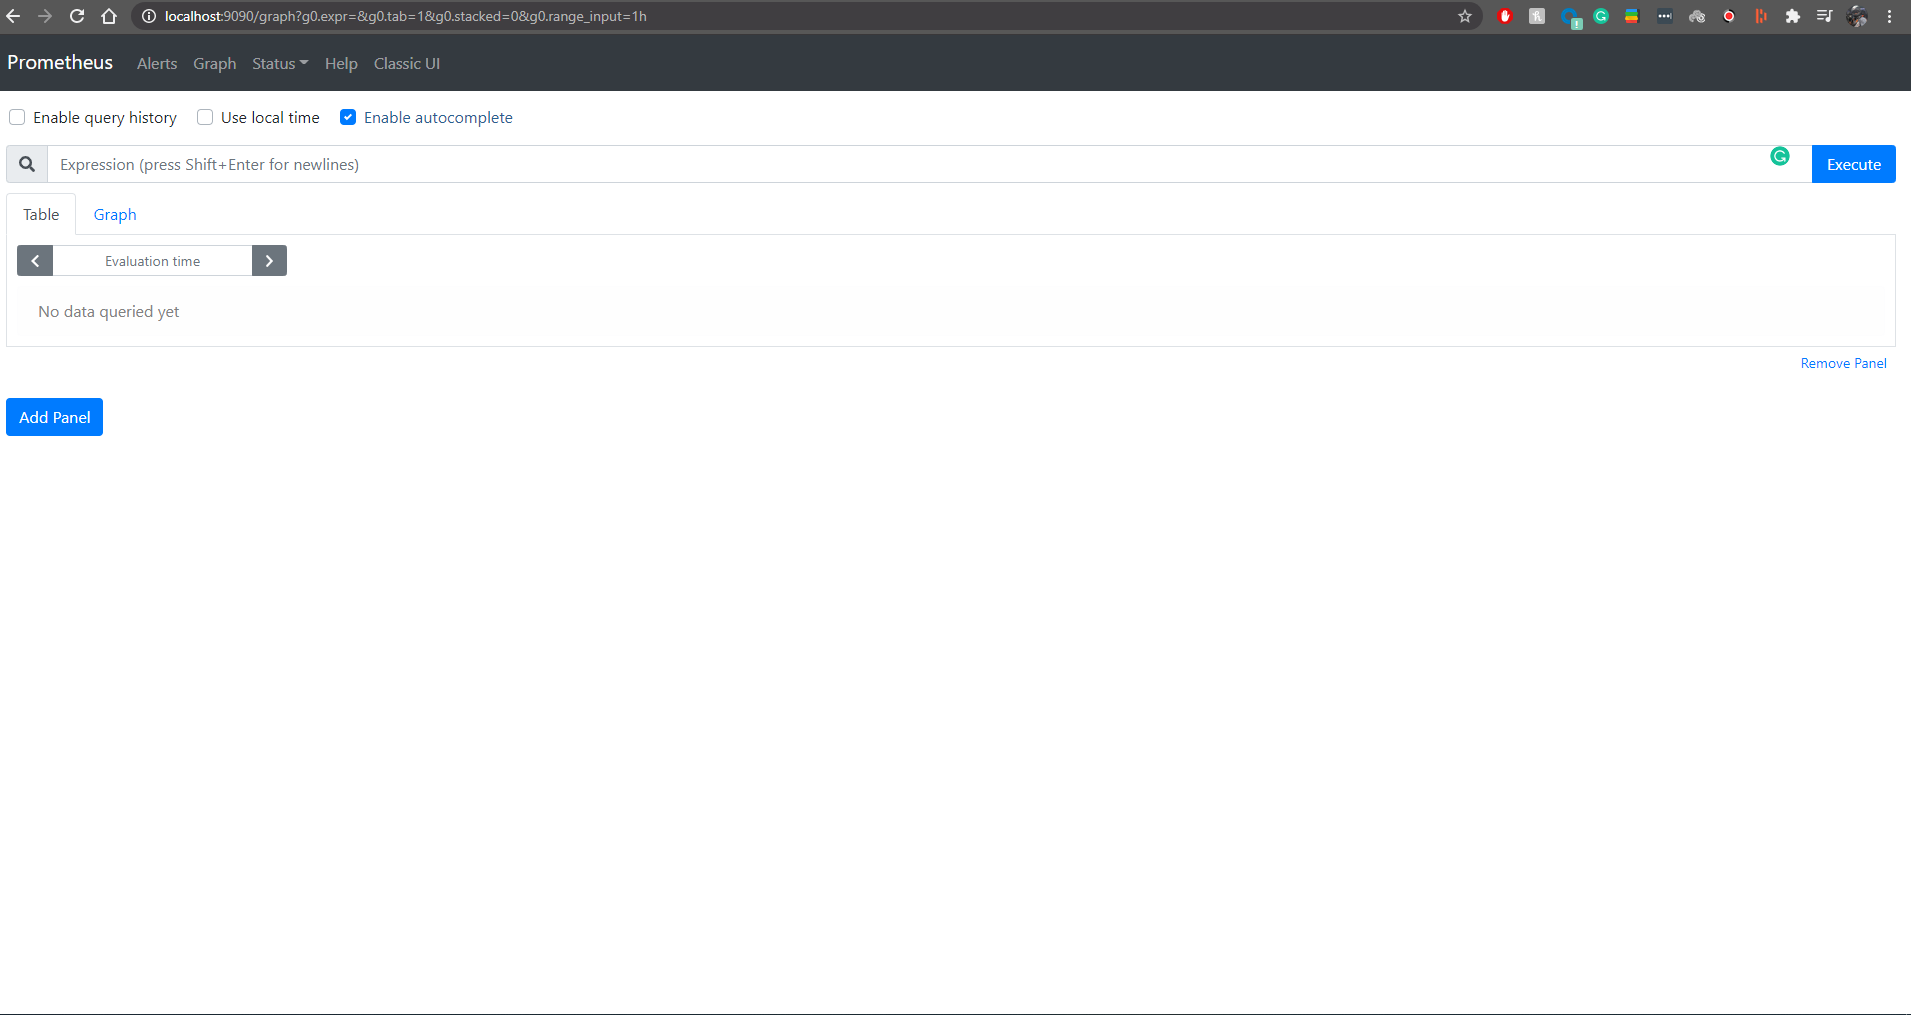 localhost:9090/graph?g0.expr=&g0.tab=1&g0.stacked=0&g0.range_input=1h
Prometheus Alerts Graph Status Help Classic UI
Enable query history Use local time Enable autocomplete
Expression (press Shift+Enter for newlines) Execute
Table Graph
Evaluation time
No data queried yet
Remove Panel
Add Panel